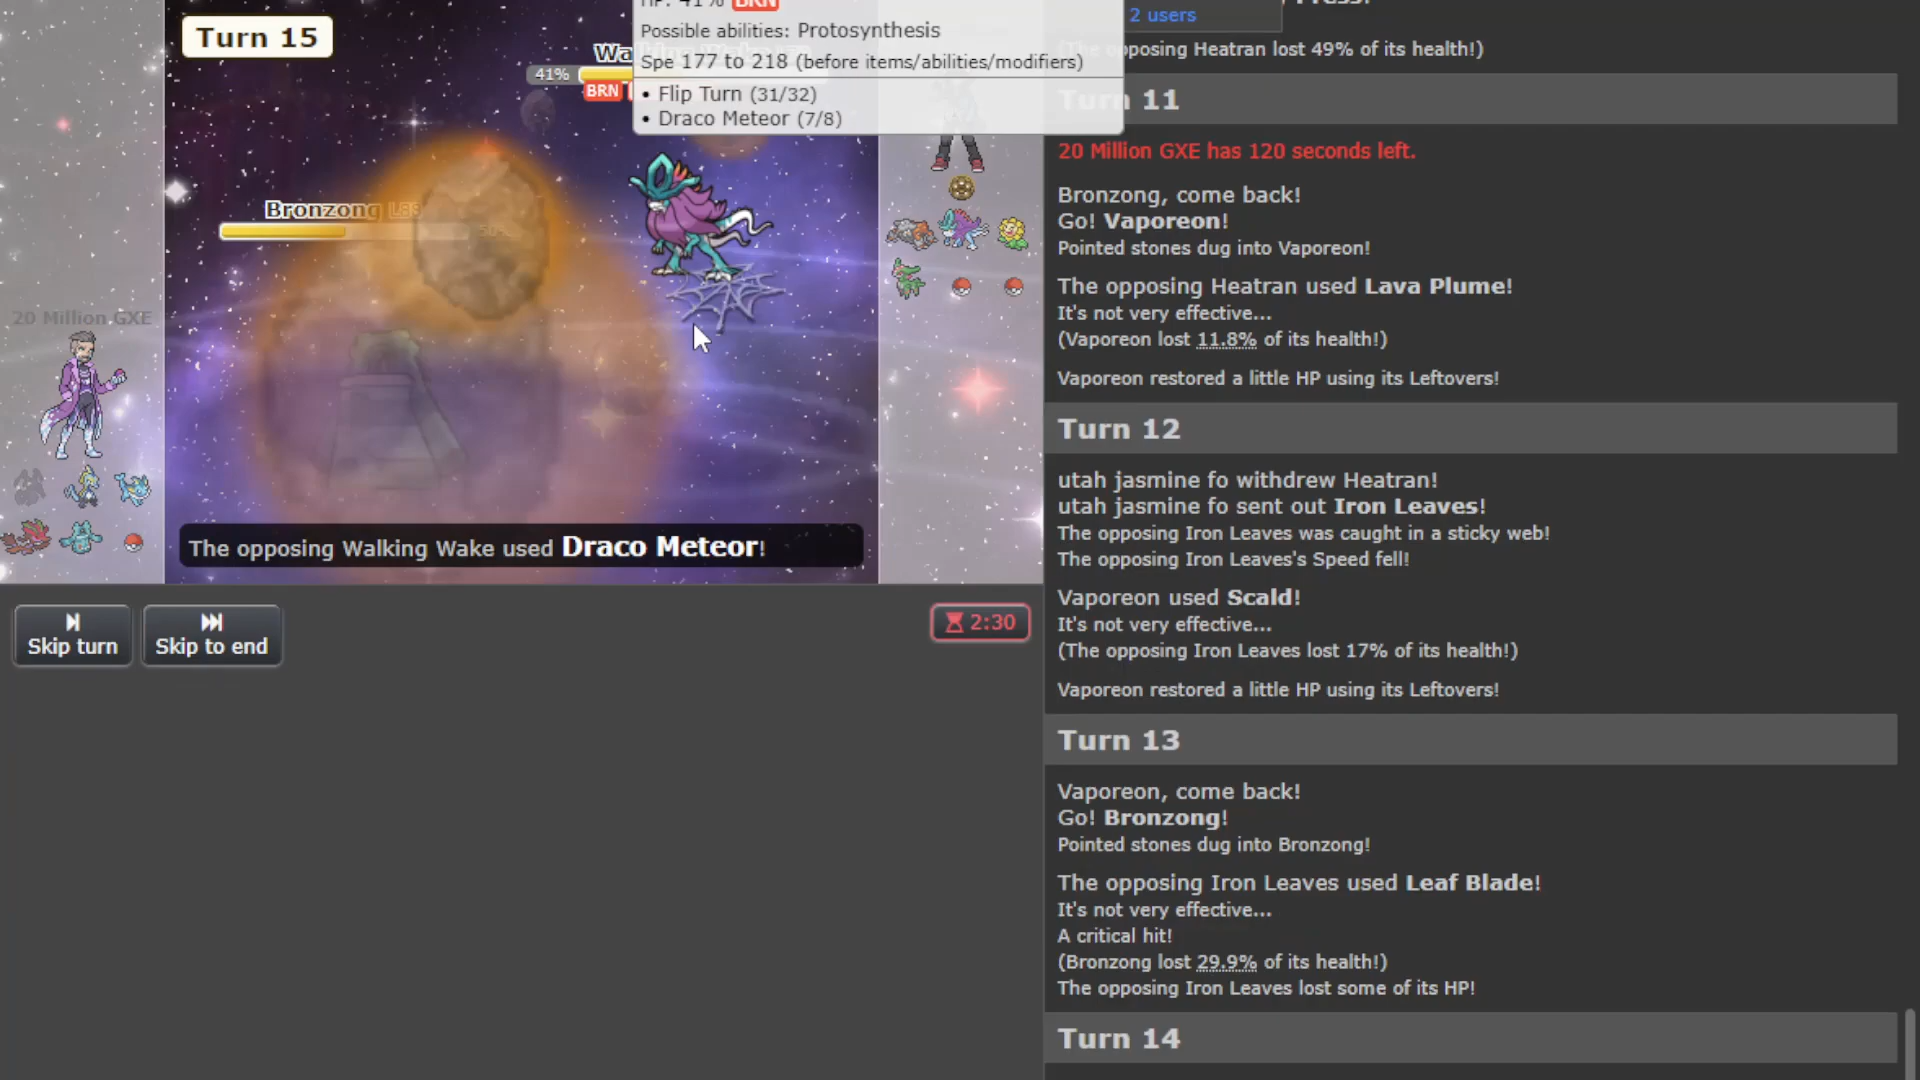 Turn 15
HP: 41% BRN
Possible abilities: Protosynthesis
Spe 177 to 218 (before items/abilities/modifiers)
• Flip Turn (31/32)
• Draco Meteor (7/8)
41%
BRN
Bronzong L89
50%
20 Million GXE
The opposing Walking Wake used Draco Meteor!
Skip turn
Skip to end
2:30
2 users
(The opposing Heatran lost 49% of its health!)
Turn 11
20 Million GXE has 120 seconds left.
Bronzong, come back!
Go! Vaporeon!
Pointed stones dug into Vaporeon!
The opposing Heatran used Lava Plume!
It's not very effective...
(Vaporeon lost 11.8% of its health!)
Vaporeon restored a little HP using its Leftovers!
Turn 12
utah jasmine fo withdrew Heatran!
utah jasmine fo sent out Iron Leaves!
The opposing Iron Leaves was caught in a sticky web!
The opposing Iron Leaves's Speed fell!
Vaporeon used Scald!
It's not very effective...
(The opposing Iron Leaves lost 17% of its health!)
Vaporeon restored a little HP using its Leftovers!
Turn 13
Vaporeon, come back!
Go! Bronzong!
Pointed stones dug into Bronzong!
The opposing Iron Leaves used Leaf Blade!
It's not very effective...
A critical hit!
(Bronzong lost 29.9% of its health!)
The opposing Iron Leaves lost some of its HP!
Turn 14